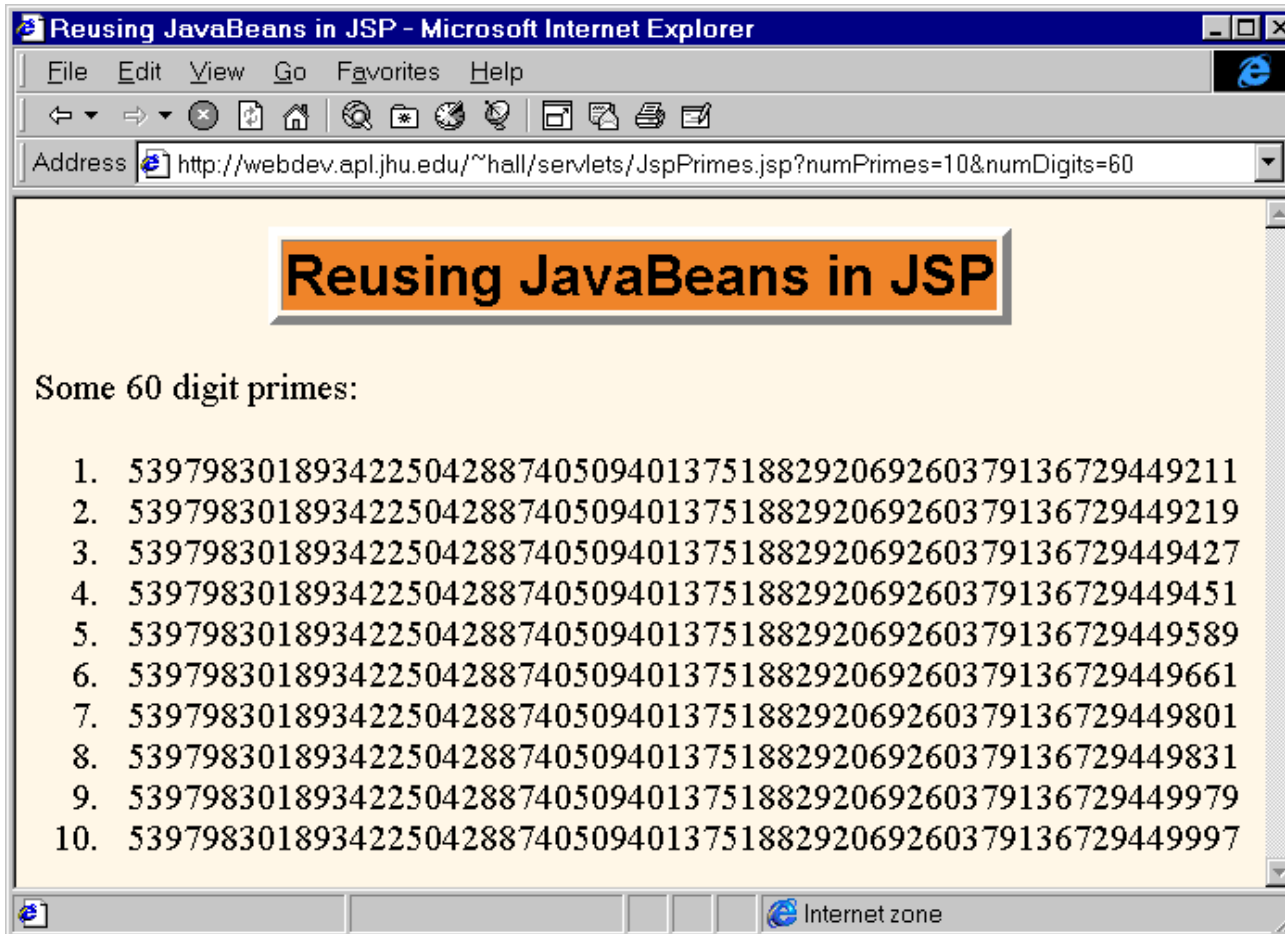 Reusing JavaBeans in JSP - Microsoft Internet Explorer
File Edit View Go Favorites Help
Address http://webdev.apl.jhu.edu/~hall/servlets/JspPrimes.jsp?numPrimes=10&numDigits=60
Reusing JavaBeans in JSP
Some 60 digit primes:
1. 539798301893422504288740509401375188292069260379136729449211
2. 539798301893422504288740509401375188292069260379136729449219
3. 539798301893422504288740509401375188292069260379136729449427
4. 539798301893422504288740509401375188292069260379136729449451
5. 539798301893422504288740509401375188292069260379136729449589
6. 539798301893422504288740509401375188292069260379136729449661
7. 539798301893422504288740509401375188292069260379136729449801
8. 539798301893422504288740509401375188292069260379136729449831
9. 539798301893422504288740509401375188292069260379136729449979
10. 539798301893422504288740509401375188292069260379136729449997
Internet zone